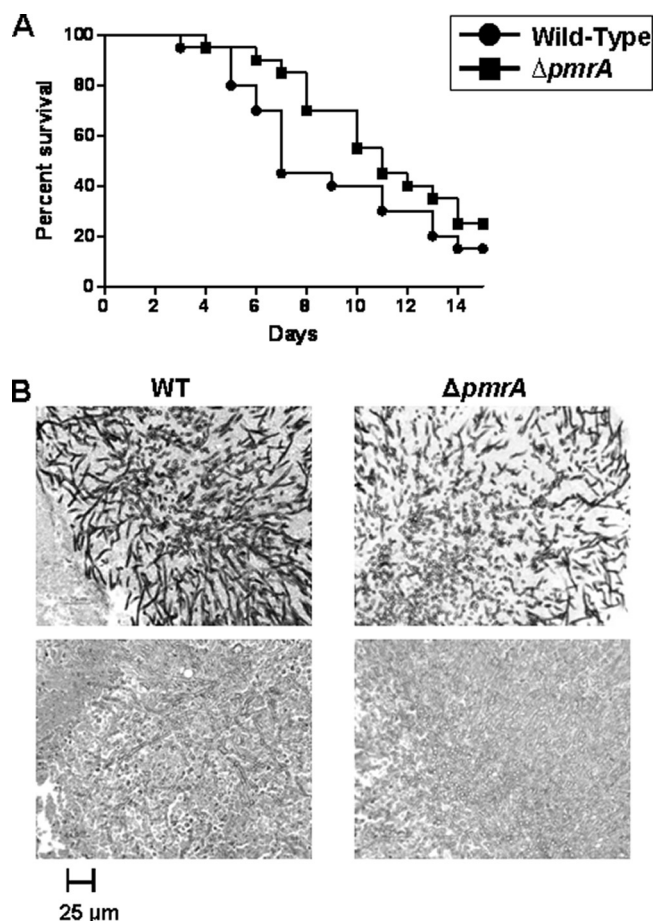 A
Wild-Type
ΔpmrA
Percent survival
100
80
60
40
20
0
0 2 4 6 8 10 12 14
Days
B
WT ΔpmrA
25 µm